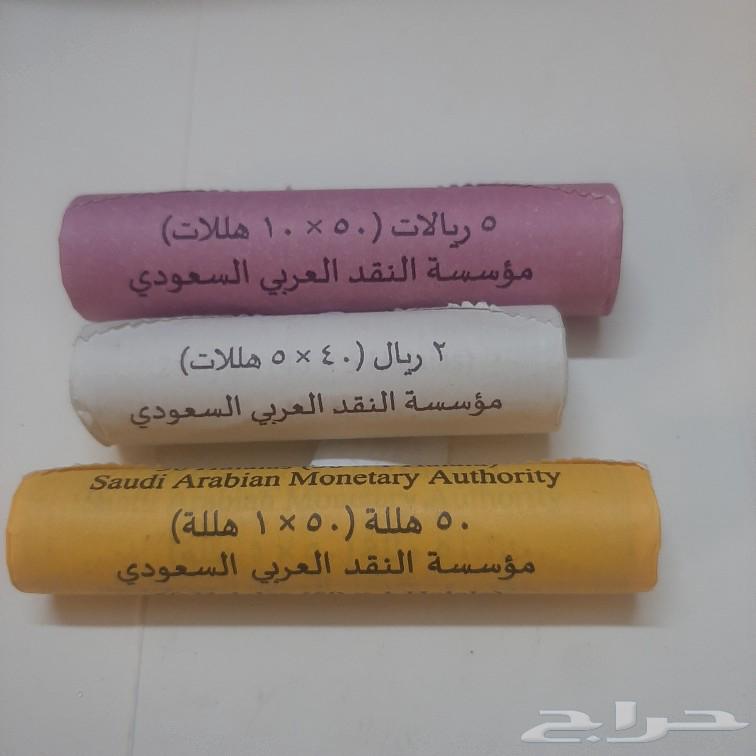 ٥ ريالات (٥٠ × ١٠ هللات)
مؤسسة النقد العربي السعودي
٢ ريال (٤٠ × ٥ هللات)
مؤسسة النقد العربي السعودي
Saudi Arabian Monetary Authority
٥٠ هللة (٥٠ × ١ هللة)
مؤسسة النقد العربي السعودي
حراج